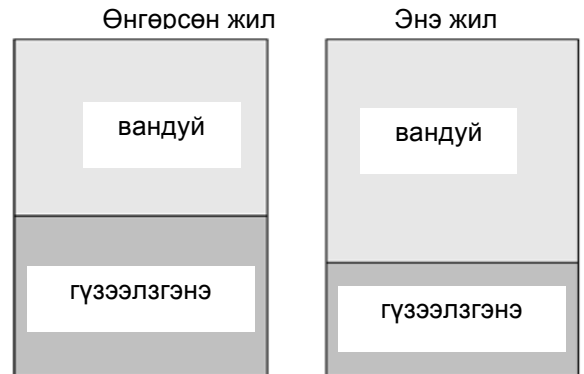 Өнгөрсөн жил
Энэ жил
вандуй
вандуй
гүзээлзгэнэ
гүзээлзгэнэ